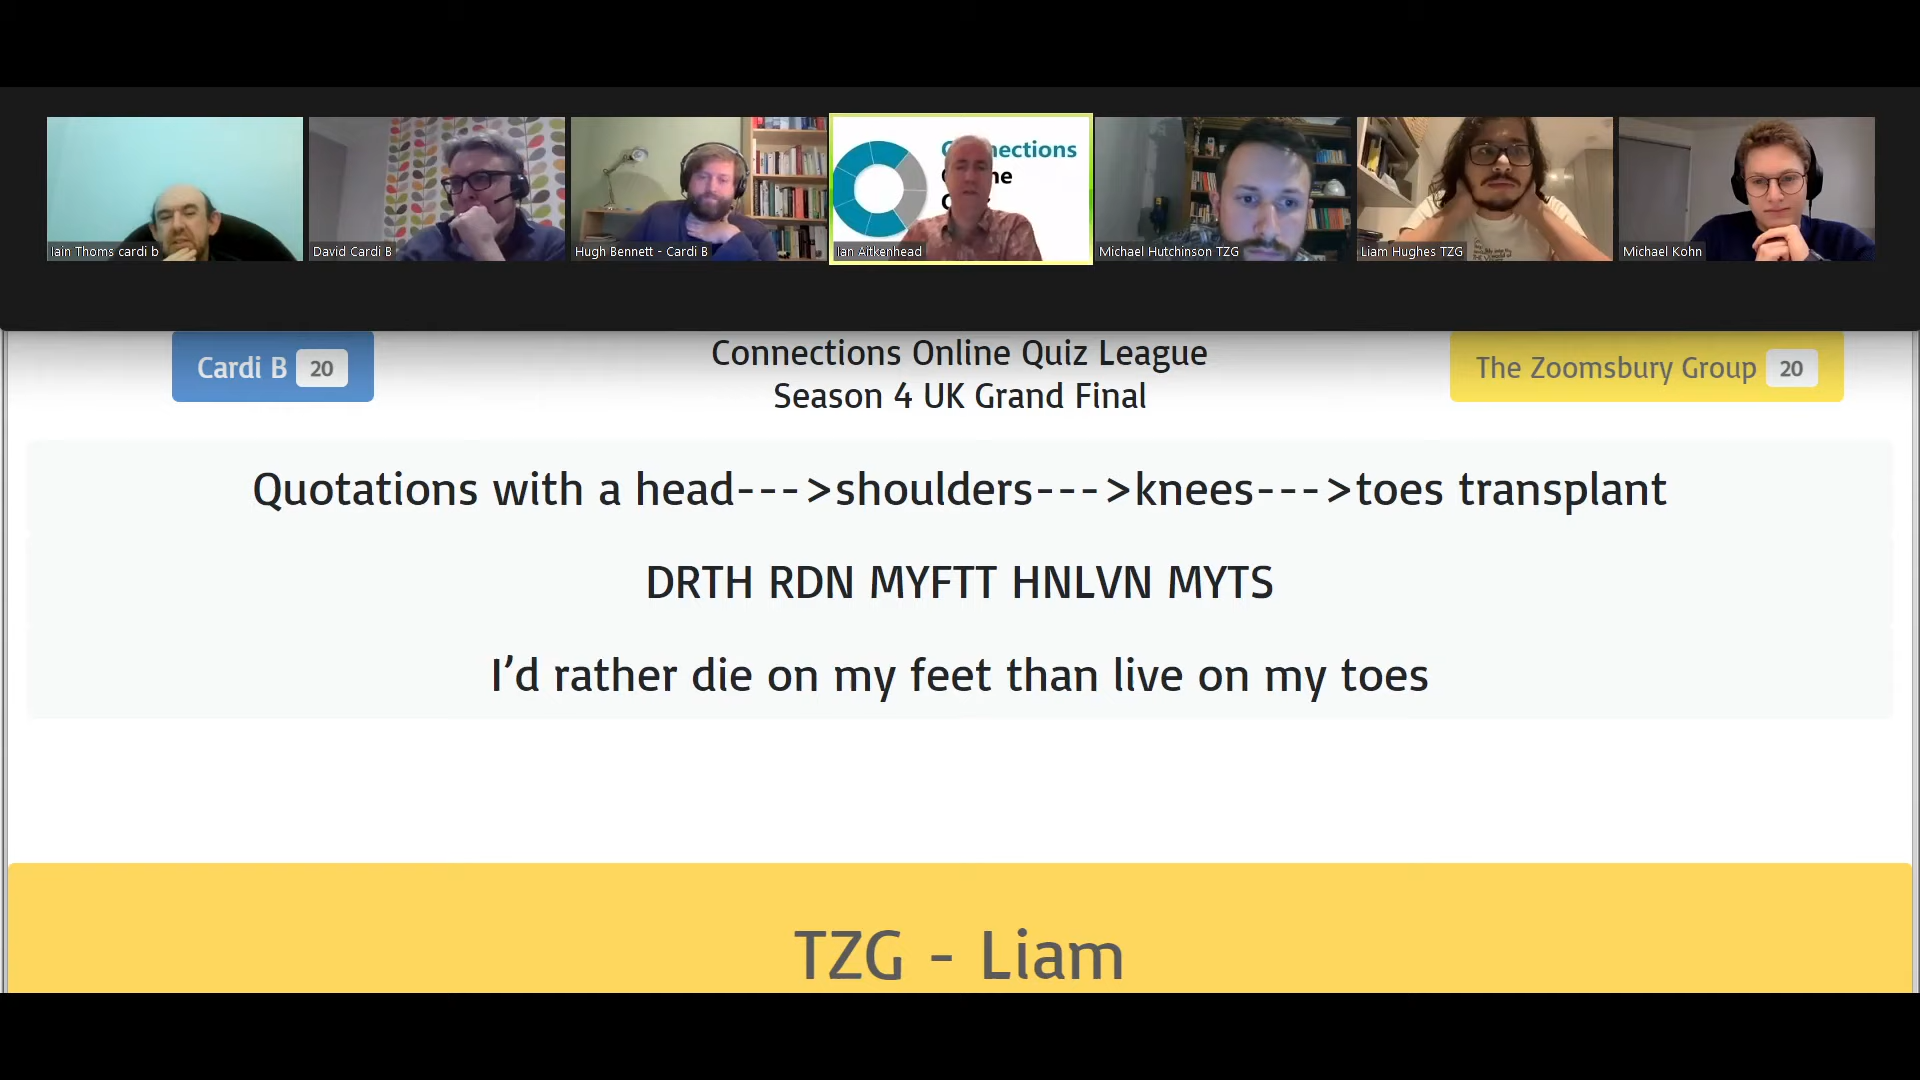 Connections
Iain Thoms cardi b
David Cardi B
Hugh Bennett - Cardi B
Ian Aitkenhead
Michael Hutchinson TZG
Liam Hughes TZG
Michael Kohn
Cardi B 20
Connections Online Quiz League
The Zoomsbury Group 20
Season 4 UK Grand Final
Quotations with a head--->shoulders--->knees--->toes transplant
DRTH RDN MYFTT HNLVN MYTS
I’d rather die on my feet than live on my toes
TZG - Liam